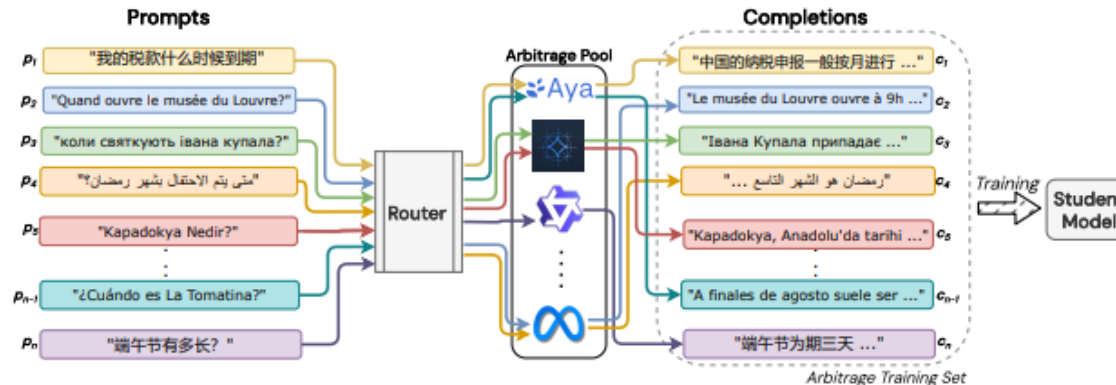 Prompts
Completions
p₁ "我的税款什么时候到期"
p₂ "Quand ouvre le musée du Louvre?"
p₃ "коли святкують івана купала?"
p₄ "متى يتم الاحتفال بشهر رمضان؟"
p₅ "Kapadokya Nedir?"
pₙ₋₁ "¿Cuándo es La Tomatina?"
pₙ "端午节有多长？"
Router
Arbitrage Pool
Aya
"中国的纳税申报一般按月进行 ..." c₁
"Le musée du Louvre ouvre à 9h ..." c₂
"Івана Купала припадає ..." c₃
"رمضان هو الشهر التاسع ..." c₄
"Kapadokya, Anadolu'da tarihi ..." c₅
"A finales de agosto suele ser ..." cₙ₋₁
"端午节为期三天 ..." cₙ
Arbitrage Training Set
Training
Student
Model